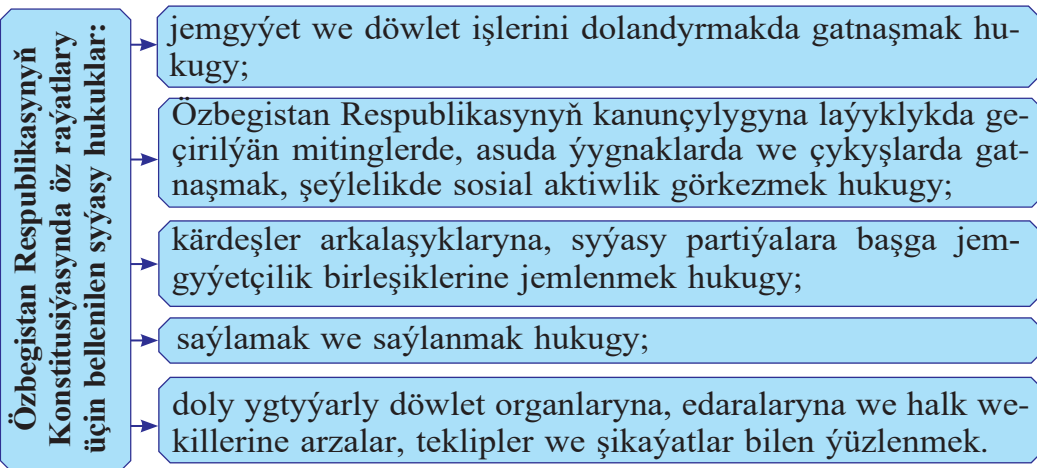 Özbegistan Respublikasynyň
Konstitusiýasynda öz raýatlary
üçin bellenilen syýasy hukuklar:
jemgyýet we döwlet işlerini dolandyrmakda gatnaşmak hu-
kugy;
Özbegistan Respublikasynyň kanunçylygyna laýyklykda ge-
çirilýän mitinglerde, asuda ýygnaklarda we çykyşlarda gat-
naşmak, şeýlelikde sosial aktiwlik görkezmek hukugy;
kärdeşler arkalaşyklaryna, syýasy partiýalara başga jem-
gyýetçilik birleşiklerine jemlenmek hukugy;
saýlamak we saýlanmak hukugy;
doly ygtyýarly döwlet organlaryna, edaralaryna we halk we-
killerine arzalar, teklipler we şikaýatlar bilen ýüzlenmek.